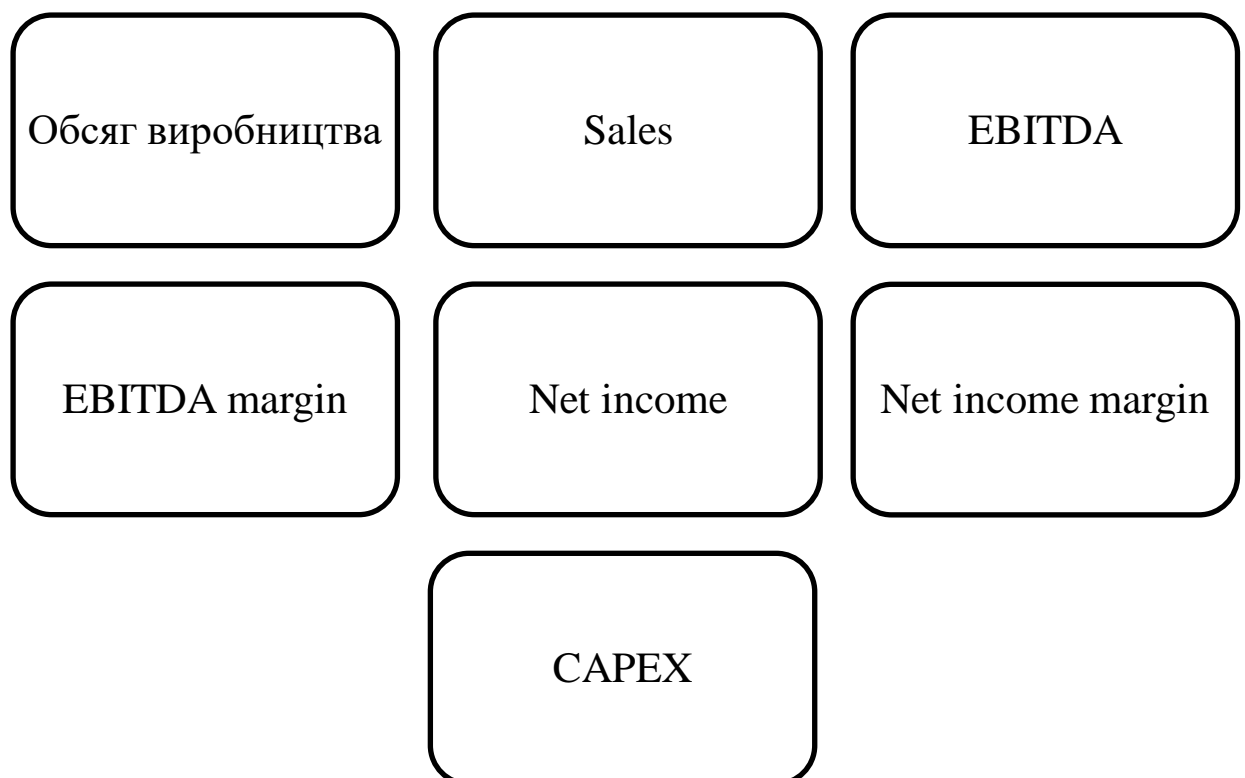 Обсяг виробництва
Sales
EBITDA
EBITDA margin
Net income
Net income margin
CAPEX